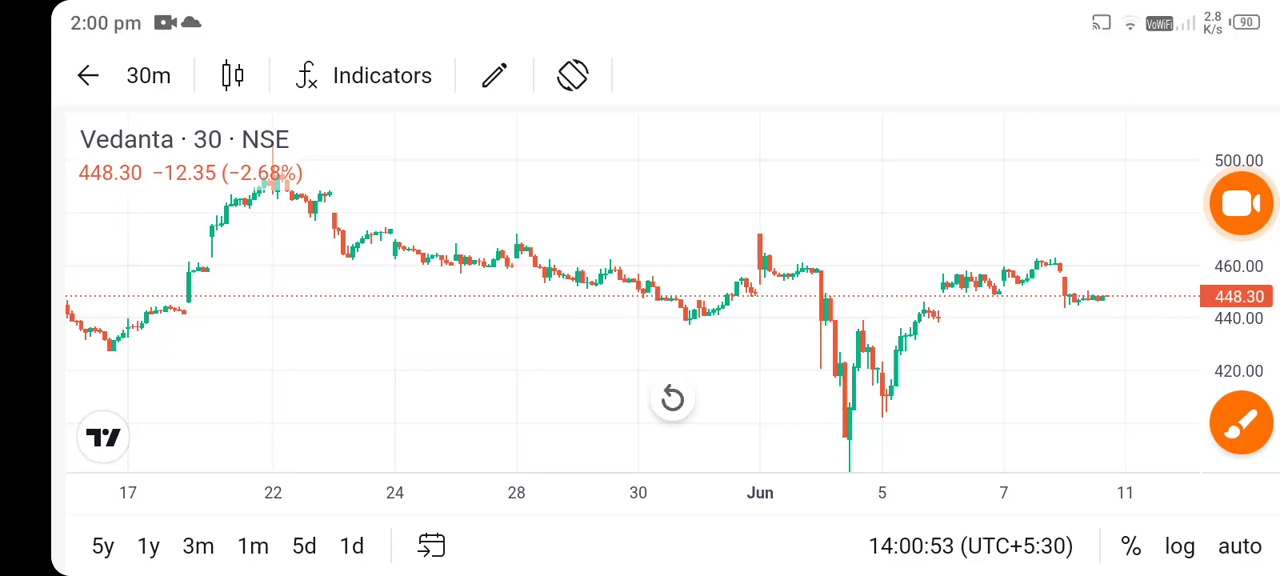 2:00 pm VoWiFi 2.8 K/s 90
30m Indicators
Vedanta · 30 · NSE
448.30 −12.35 (−2.68%)
500.00
460.00
448.30
440.00
420.00
17 22 24 28 30 Jun 5 7 11
5y 1y 3m 1m 5d 1d 14:00:53 (UTC+5:30) % log auto